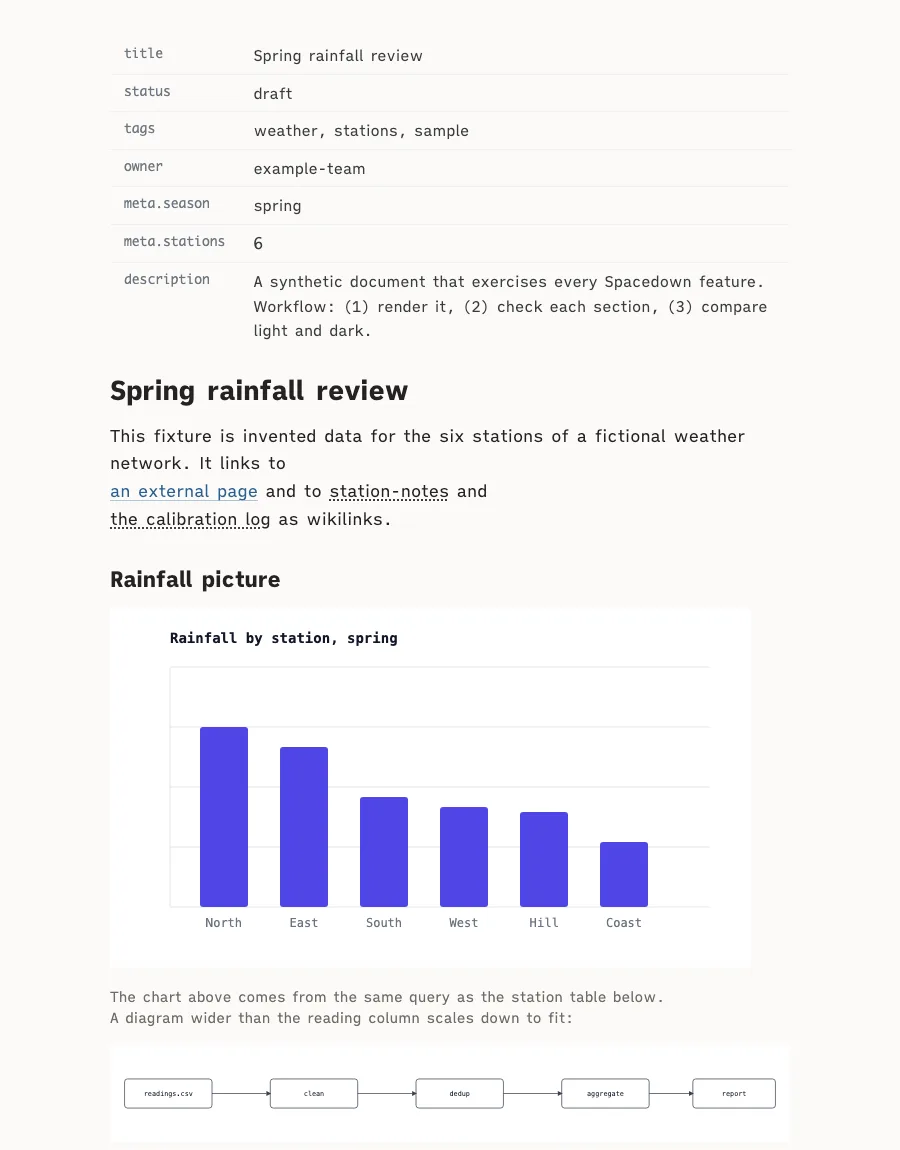 title Spring rainfall review
status draft
tags weather, stations, sample
owner example-team
meta.season spring
meta.stations 6
description A synthetic document that exercises every Spacedown feature.
Workflow: (1) render it, (2) check each section, (3) compare
light and dark.
Spring rainfall review
This fixture is invented data for the six stations of a fictional weather
network. It links to
an external page and to station-notes and
the calibration log as wikilinks.
Rainfall picture
Rainfall by station, spring
North East South West Hill Coast
The chart above comes from the same query as the station table below.
A diagram wider than the reading column scales down to fit:
readings.csv clean dedup aggregate report